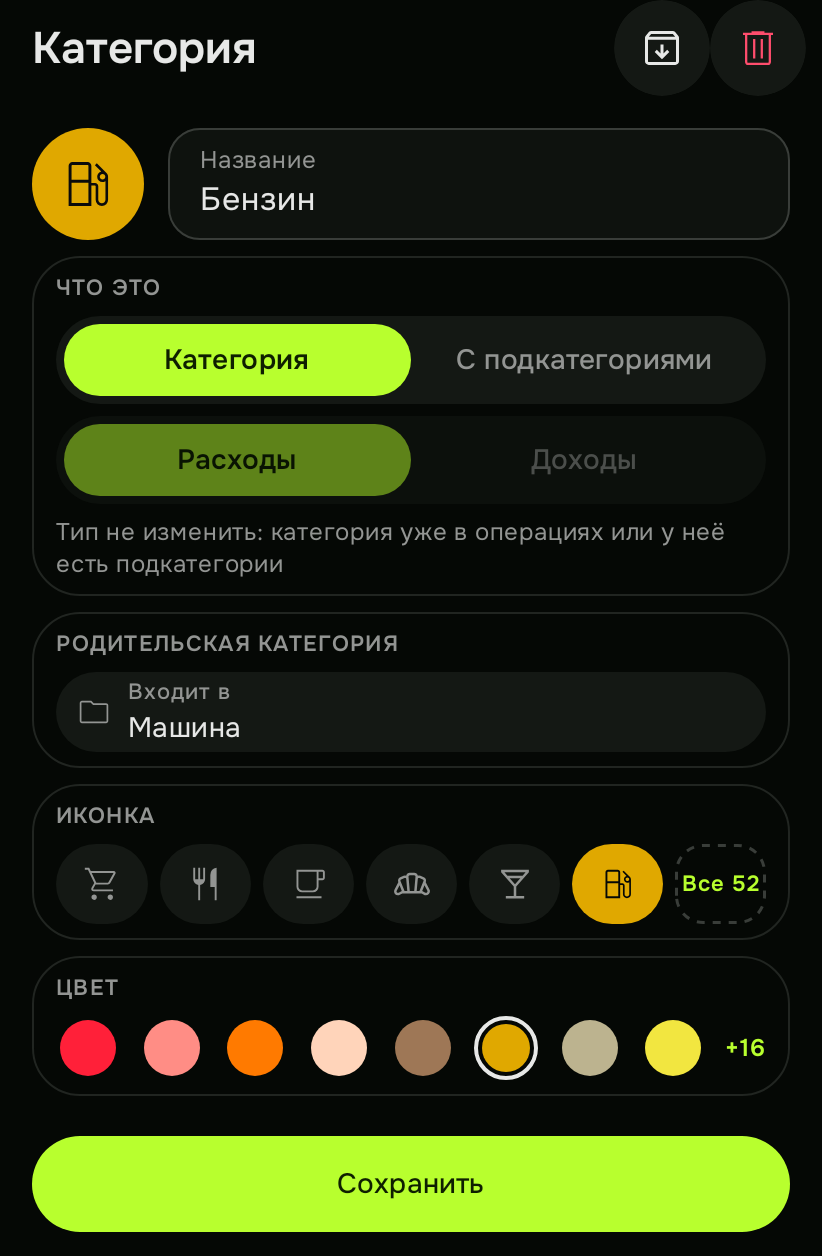 Категория
Название
Бензин
ЧТО ЭТО
Категория
С подкатегориями
Расходы
Доходы
Тип не изменить: категория уже в операциях или у неё
есть подкатегории
РОДИТЕЛЬСКАЯ КАТЕГОРИЯ
Входит в
Машина
ИКОНКА
Все 52
ЦВЕТ
+16
Сохранить